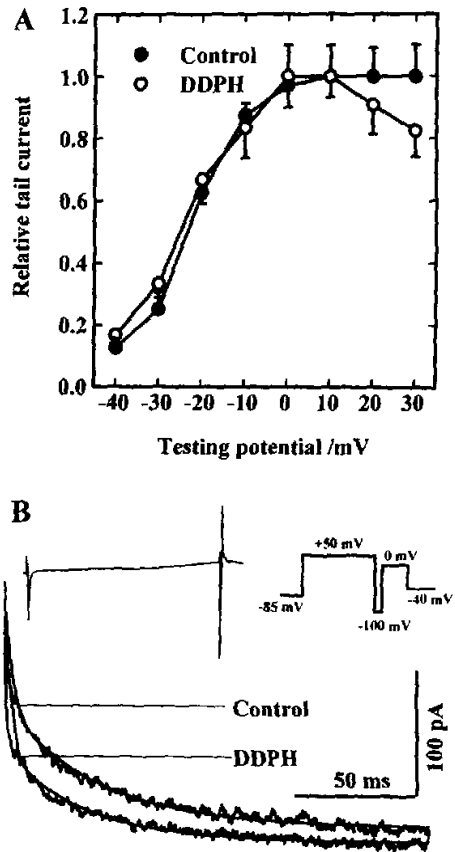 A
1.2
1.0
0.8
0.6
0.4
0.2
0.0
Relative tail current
Control
DDPH
-40 -30 -20 -10 0 10 20 30
Testing potential /mV
B
+50 mV
0 mV
-85 mV
-40 mV
-100 mV
Control
DDPH
100 pA
50 ms